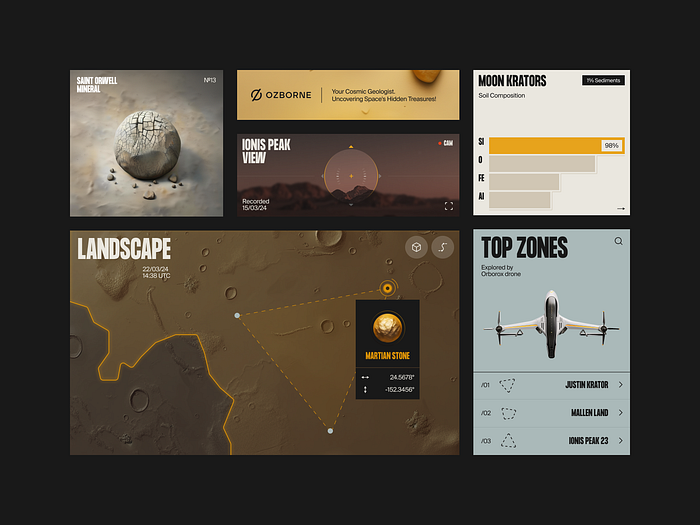 SAINT ORWELL
MINERAL
№13
OZBORNE
Your Cosmic Geologist.
Uncovering Space's Hidden Treasures!
IONIS PEAK
VIEW
CAM
Recorded
15/03/24
MOON KRATORS
1% Sediments
Soil Composition
SI
98%
O
FE
Al
LANDSCAPE
22/03/24
14:38 UTC
MARTIAN STONE
24.5678°
-152.3456°
TOP ZONES
Explored by
Orborox drone
/01
JUSTIN KRATOR
/02
MALLEN LAND
/03
IONIS PEAK 23